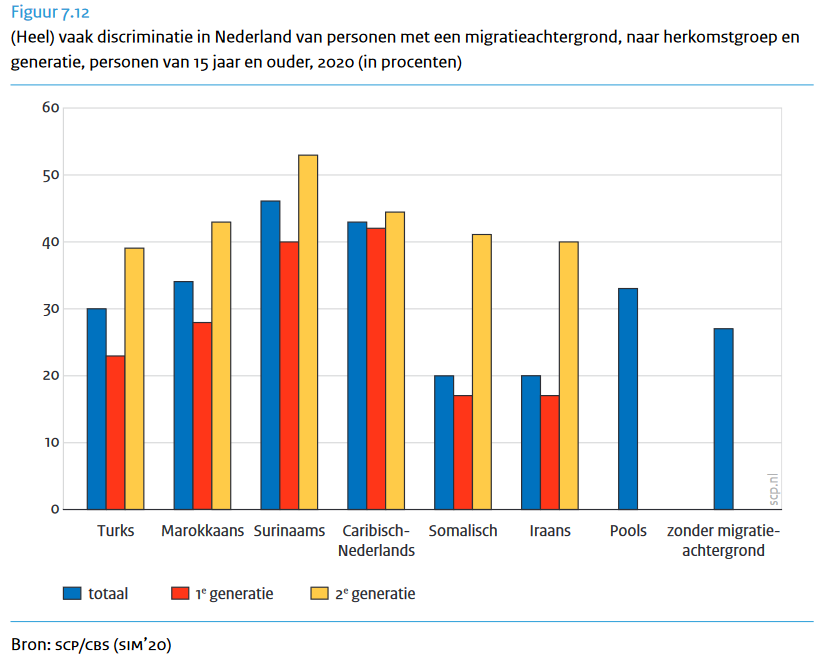 Figuur 7.12
(Heel) vaak discriminatie in Nederland van personen met een migratieachtergrond, naar herkomstgroep en
generatie, personen van 15 jaar en ouder, 2020 (in procenten)
60
50
40
30
20
10
0
Turks
Marokkaans
Surinaams
Caribisch-
Nederlands
Somalisch
Iraans
Pools
zonder migratie-
achtergrond
scp.nl
totaal
1e generatie
2e generatie
Bron: SCP/CBS (SIM’20)